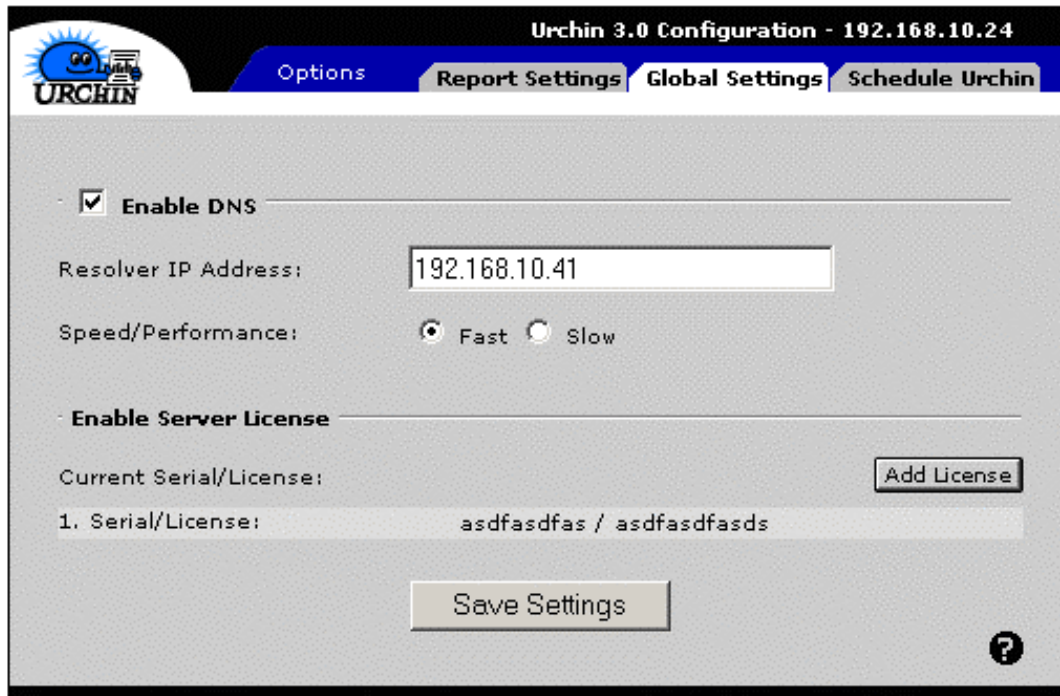 Urchin 3.0 Configuration - 192.168.10.24
URCHIN
Options
Report Settings
Global Settings
Schedule Urchin
Enable DNS
Resolver IP Address: 192.168.10.41
Speed/Performance: Fast Slow
Enable Server License
Current Serial/License: Add License
1. Serial/License: asdfasdfas / asdfasdfasds
Save Settings
?